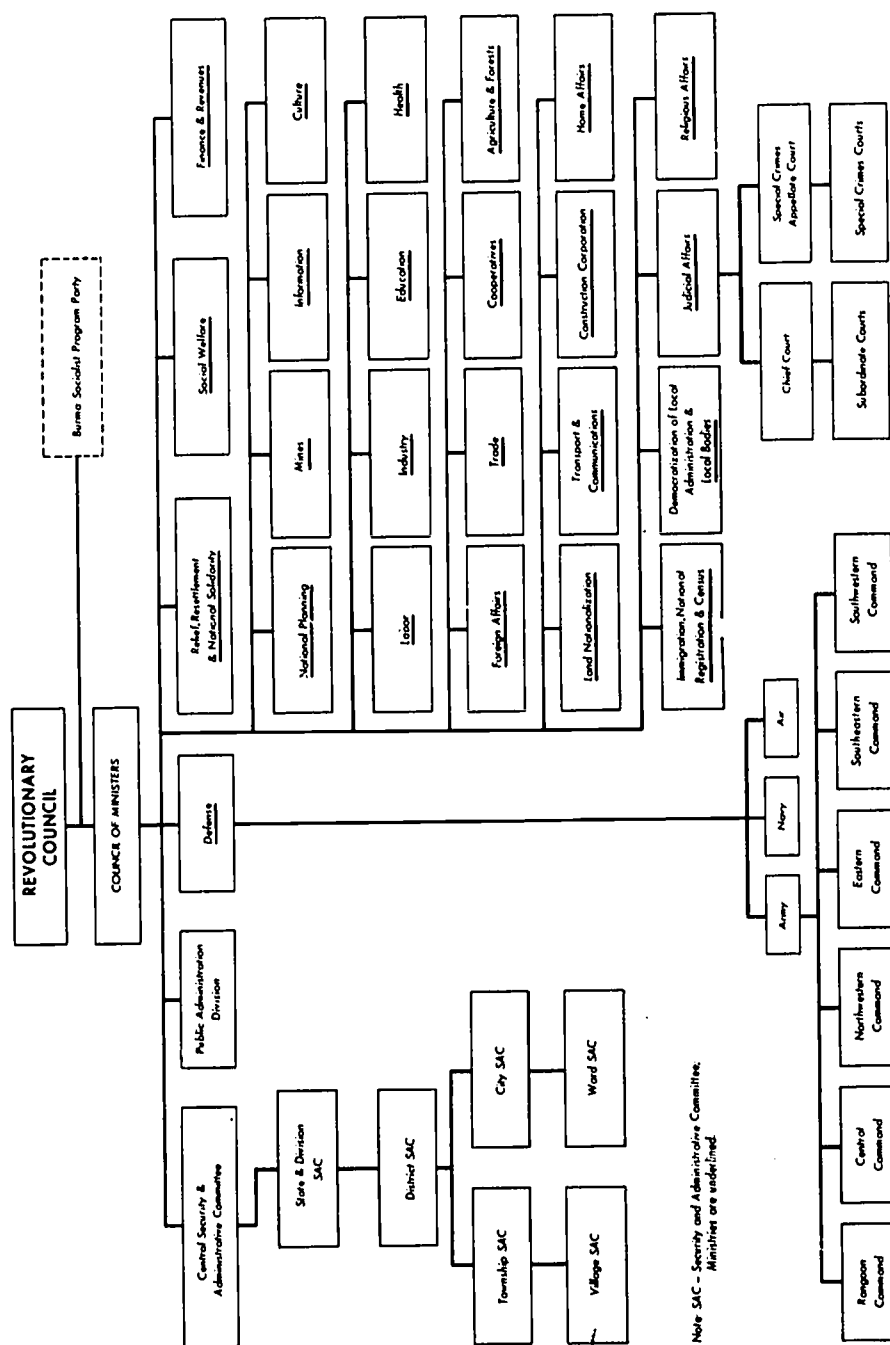 REVOLUTIONARY
COUNCIL
Burma Socialist Program Party
COUNCIL OF MINISTERS
Central Security &
Administrative Committee
Public Administration
Division
Defense
Relief, Resettlement
& National Solidarity
Social Welfare
Finance & Revenues
National Planning
Mines
Information
Culture
Labor
Industry
Education
Health
Foreign Affairs
Trade
Cooperatives
Agriculture & Forests
Land Nationalization
Transport &
Communications
Construction Corporation
Home Affairs
Immigration, National
Registration & Census
Democratization of Local
Administration &
Local Bodies
Judicial Affairs
Religious Affairs
State & Division
SAC
District SAC
Township SAC
City SAC
Village SAC
Ward SAC
Chief Court
Special Crimes
Appellate Court
Subordinate Courts
Special Crimes Courts
Army
Navy
Air
Rangoon
Command
Central
Command
Northwestern
Command
Eastern
Command
Southeastern
Command
Southwestern
Command
Note: SAC – Security and Administrative Committee;
Ministries are underlined.